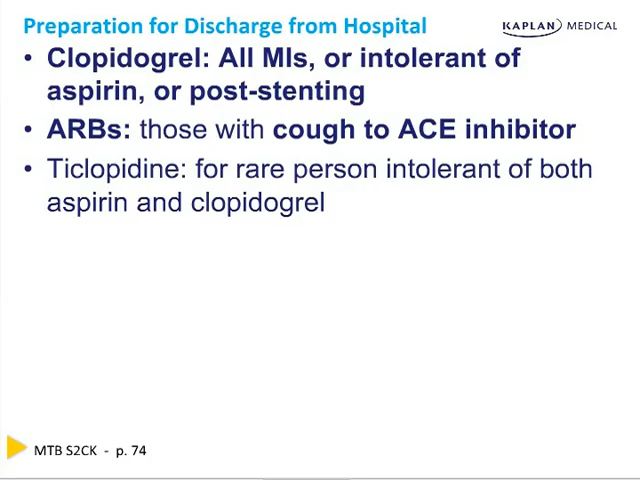 Preparation for Discharge from Hospital
KAPLAN MEDICAL
• Clopidogrel: All MIs, or intolerant of
aspirin, or post-stenting
• ARBs: those with cough to ACE inhibitor
• Ticlopidine: for rare person intolerant of both
aspirin and clopidogrel
MTB S2CK - p. 74